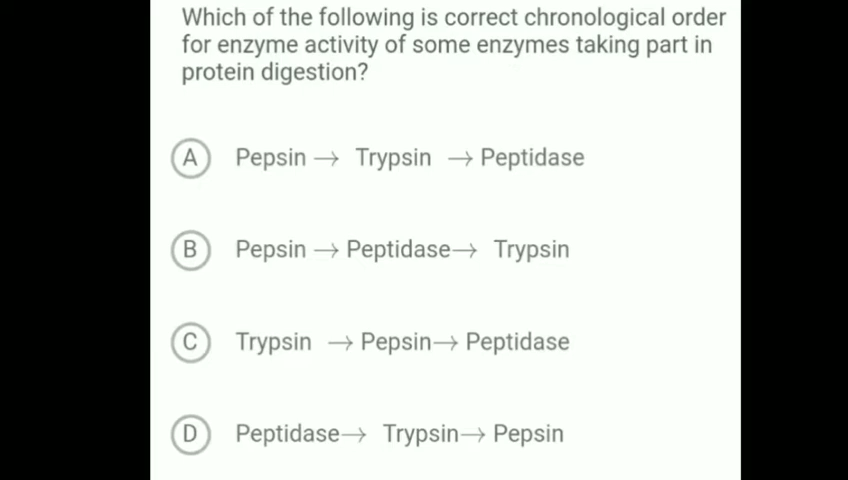 Which of the following is correct chronological order
for enzyme activity of some enzymes taking part in
protein digestion?
A Pepsin → Trypsin → Peptidase
B Pepsin → Peptidase → Trypsin
C Trypsin → Pepsin → Peptidase
D Peptidase → Trypsin → Pepsin